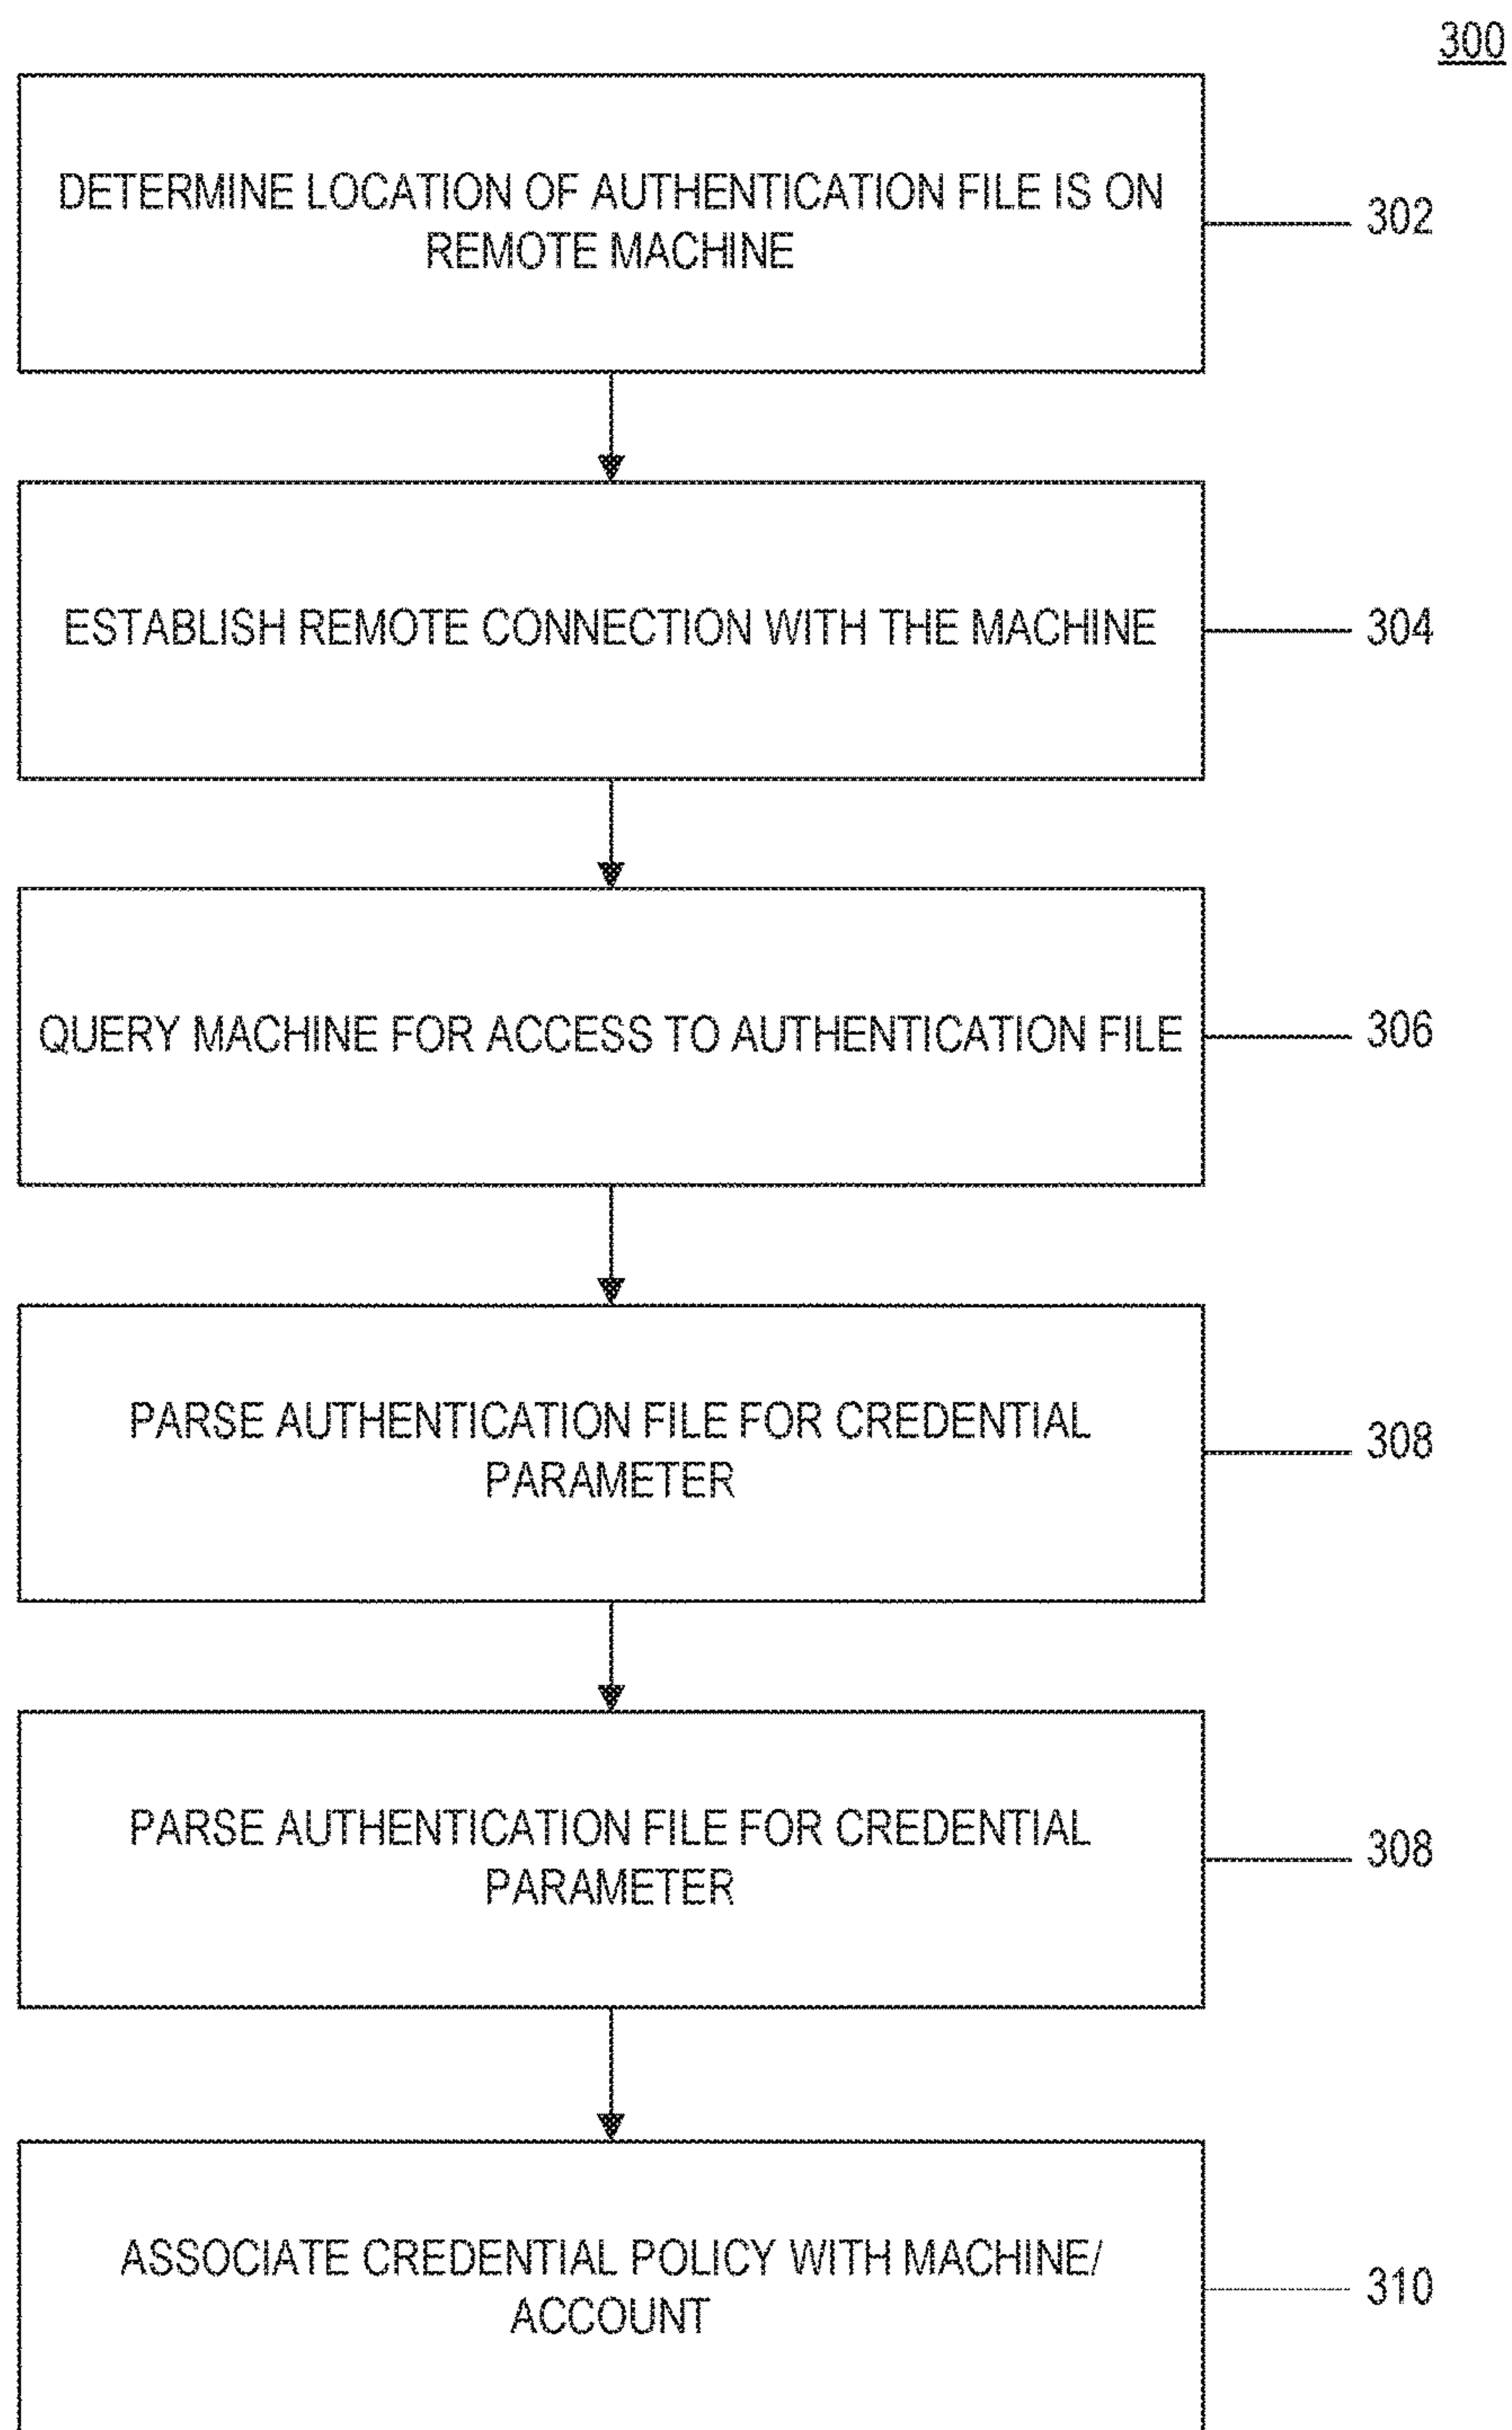 300
DETERMINE LOCATION OF AUTHENTICATION FILE IS ON
REMOTE MACHINE
302
ESTABLISH REMOTE CONNECTION WITH THE MACHINE
304
QUERY MACHINE FOR ACCESS TO AUTHENTICATION FILE
306
PARSE AUTHENTICATION FILE FOR CREDENTIAL
PARAMETER
308
PARSE AUTHENTICATION FILE FOR CREDENTIAL
PARAMETER
308
ASSOCIATE CREDENTIAL POLICY WITH MACHINE/
ACCOUNT
310